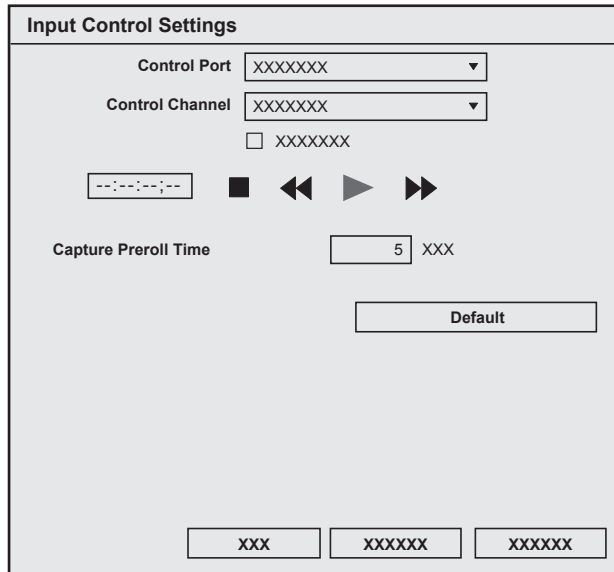 Input Control Settings
Control Port XXXXXXX
Control Channel XXXXXXX
XXXXXXX
--:--:--;--
Capture Preroll Time 5 XXX
Default
XXX XXXXXX XXXXXX